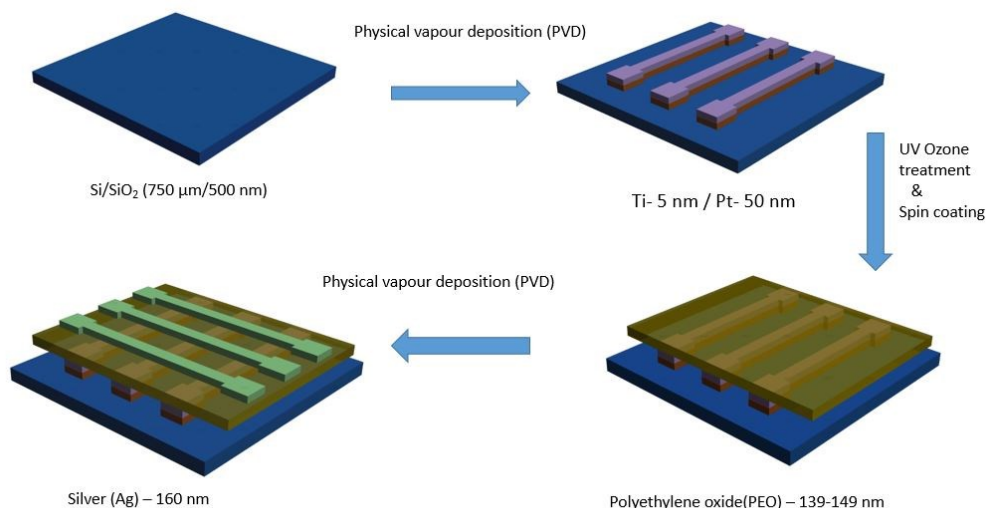 Physical vapour deposition (PVD)
Si/SiO₂ (750 µm/500 nm)
Ti- 5 nm / Pt- 50 nm
UV Ozone
treatment
&
Spin coating
Physical vapour deposition (PVD)
Silver (Ag) – 160 nm
Polyethylene oxide(PEO) – 139-149 nm